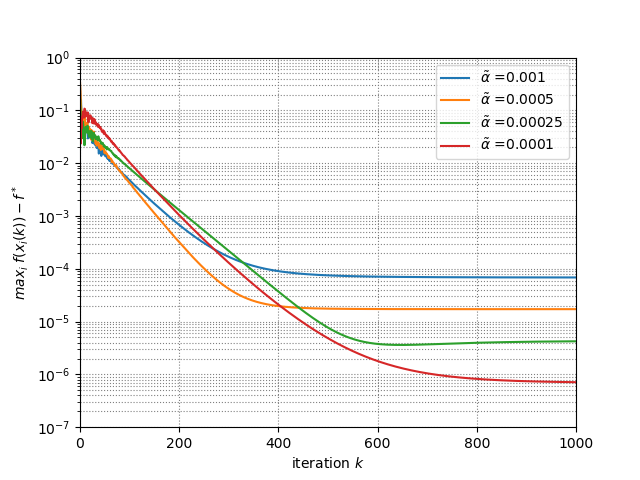 10^0
10^-1
10^-2
10^-3
10^-4
10^-5
10^-6
10^-7
max_i f(x_i(k)) − f*
0 200 400 600 800 1000
iteration k
α̃ =0.001
α̃ =0.0005
α̃ =0.00025
α̃ =0.0001